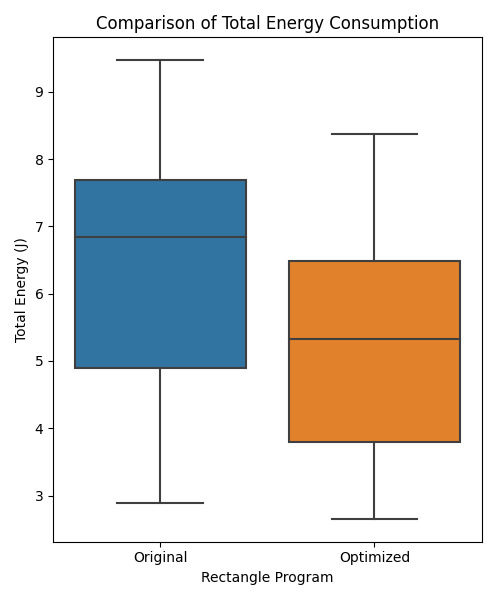 Comparison of Total Energy Consumption
Total Energy (J)
9
8
7
6
5
4
3
Original
Optimized
Rectangle Program